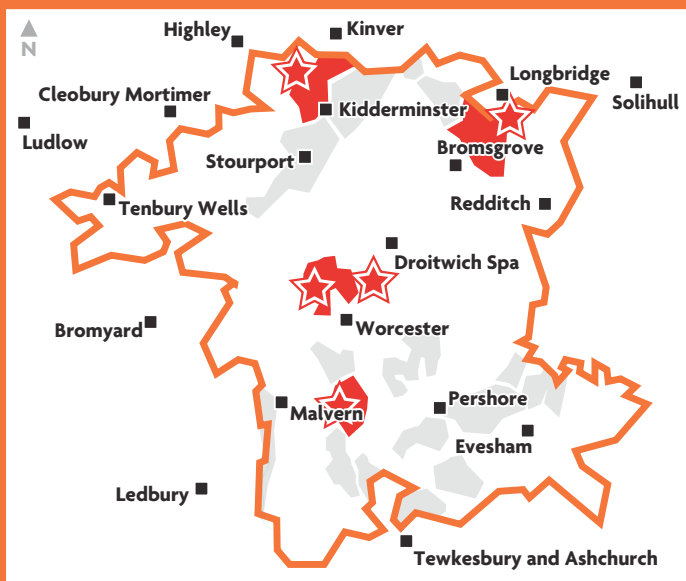 N
Highley
Kinver
Longbridge
Solihull
Cleobury Mortimer
Kidderminster
Ludlow
Stourport
Bromsgrove
Tenbury Wells
Redditch
Droitwich Spa
Bromyard
Worcester
Malvern
Pershore
Evesham
Ledbury
Tewkesbury and Ashchurch